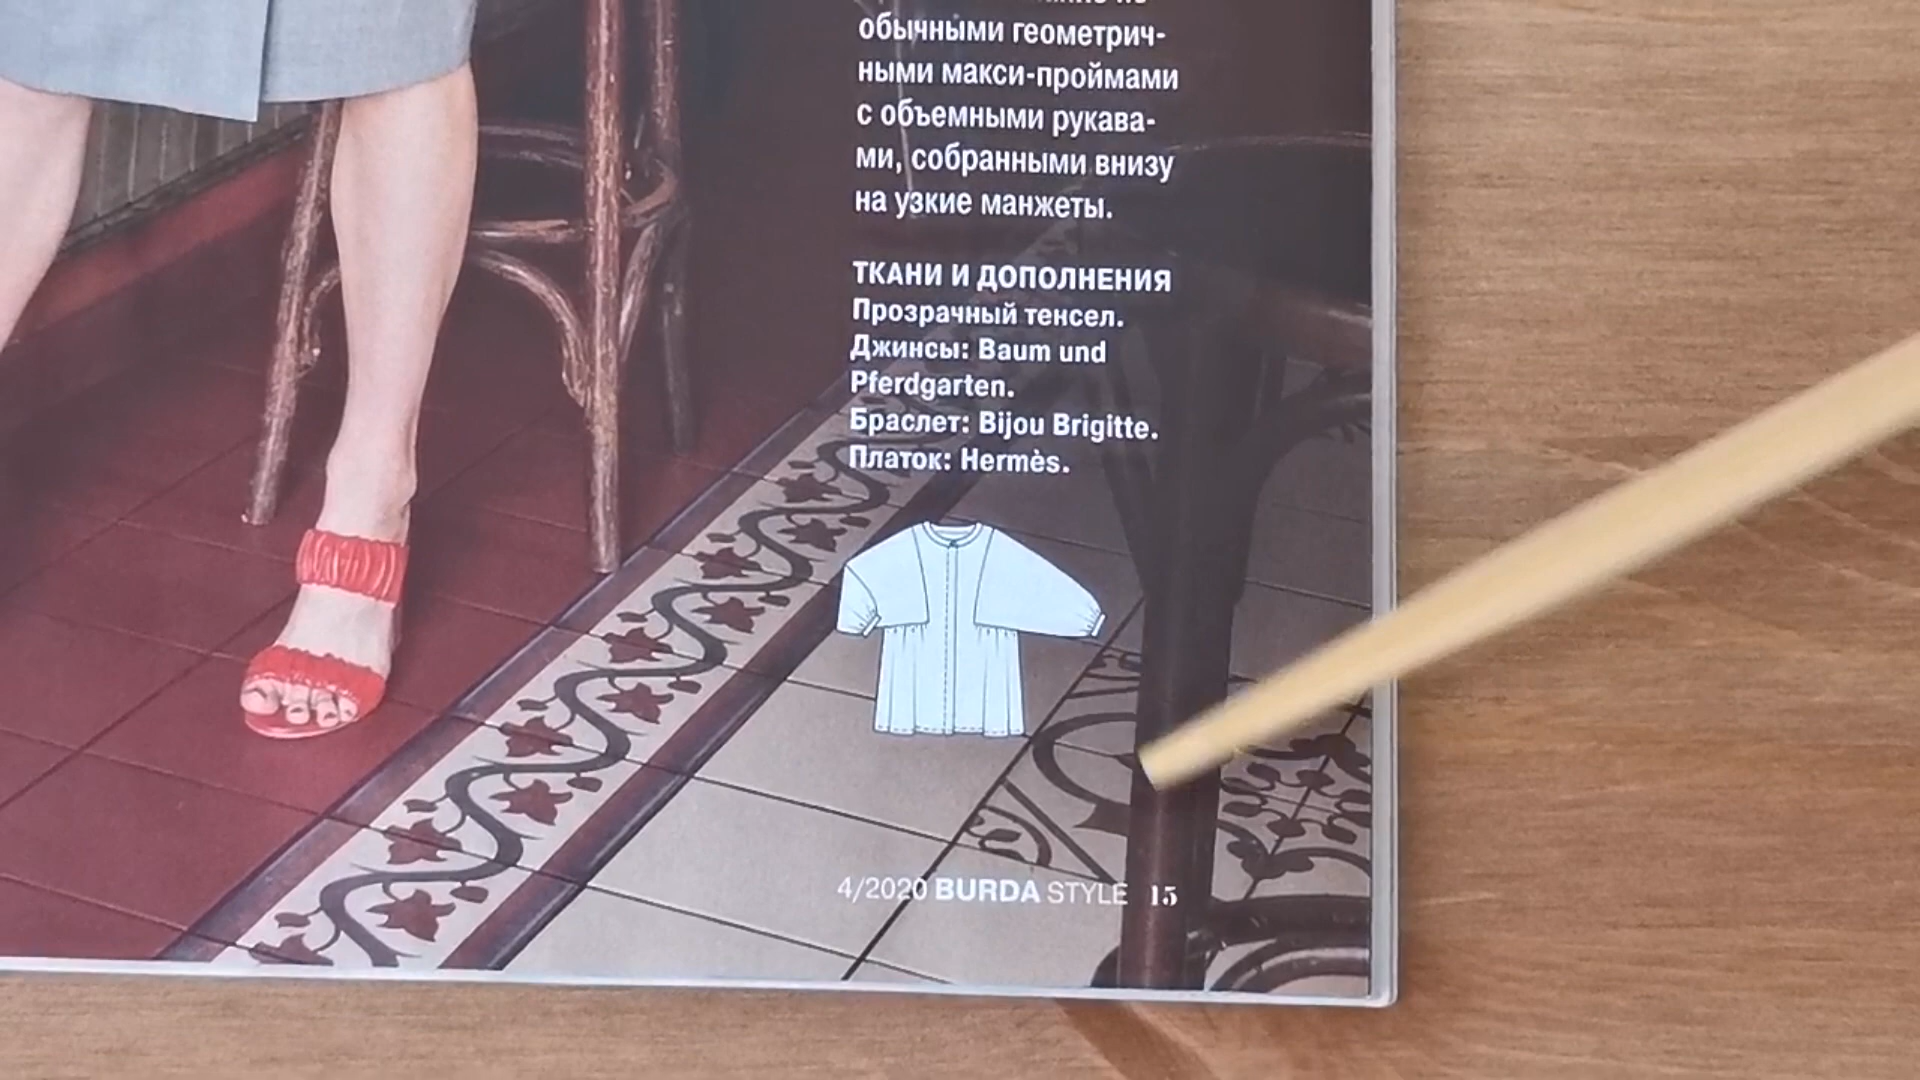 обычными геометрич-
ными макси-проймами
с объемными рукава-
ми, собранными внизу
на узкие манжеты.
ТКАНИ И ДОПОЛНЕНИЯ
Прозрачный тенсел.
Джинсы: Baum und
Pferdgarten.
Браслет: Bijou Brigitte.
Платок: Hermès.
4/2020 BURDA STYLE 15